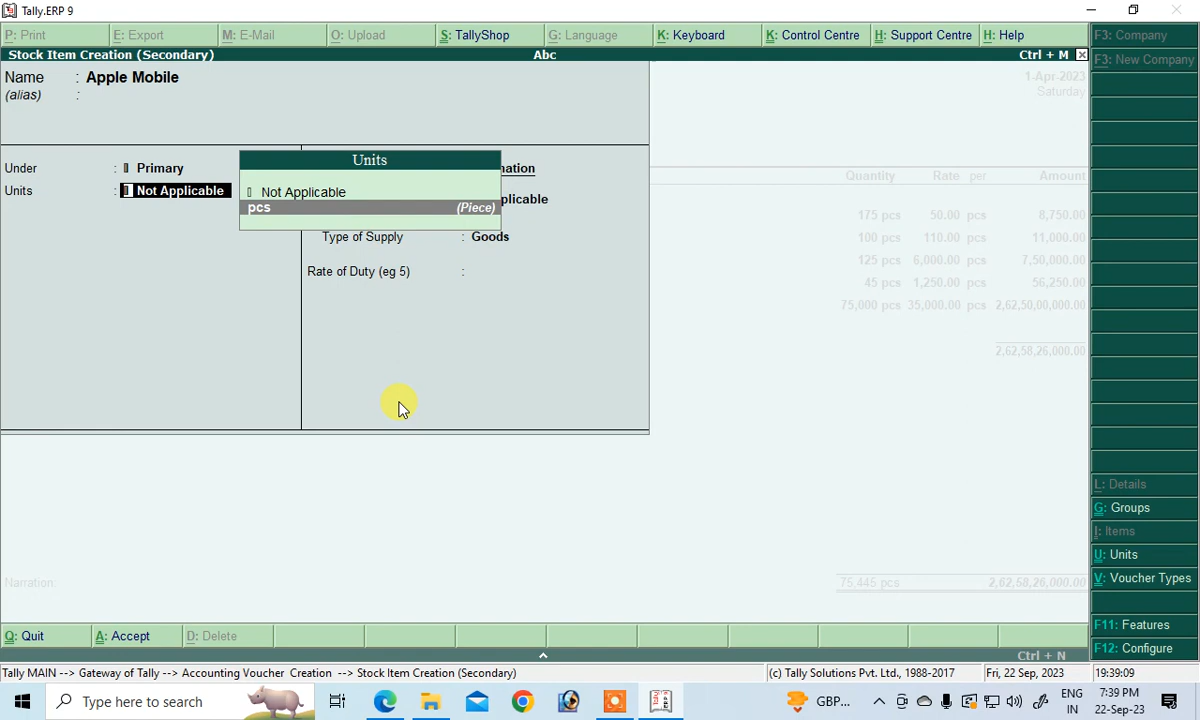 Tally.ERP 9
P: Print E: Export M: E-Mail O: Upload S: TallyShop G: Language K: Keyboard K: Control Centre H: Support Centre H: Help F3: Company
Stock Item Creation (Secondary) Abc Ctrl + M F3: New Company
Name : Apple Mobile 1-Apr-2023
(alias) : Saturday
Units
Under : Primary
Units : Not Applicable
Not Applicable
pcs (Piece)
nation
plicable
Type of Supply : Goods
Rate of Duty (eg 5) :
Quantity Rate per Amount
175 pcs 50.00 pcs 8,750.00
100 pcs 110.00 pcs 11,000.00
125 pcs 6,000.00 pcs 7,50,000.00
45 pcs 1,250.00 pcs 56,250.00
75,000 pcs 35,000.00 pcs 2,62,50,00,000.00
2,62,58,26,000.00
L: Details
G: Groups
I: Items
U: Units
V: Voucher Types
Narration: 75,445 pcs 2,62,58,26,000.00
F11: Features
Q: Quit A: Accept D: Delete
F12: Configure
Ctrl + N
Tally MAIN --> Gateway of Tally --> Accounting Voucher Creation --> Stock Item Creation (Secondary) (c) Tally Solutions Pvt. Ltd., 1988-2017 Fri, 22 Sep, 2023 19:39:09
Type here to search GBP... ENG IN 7:39 PM 22-Sep-23